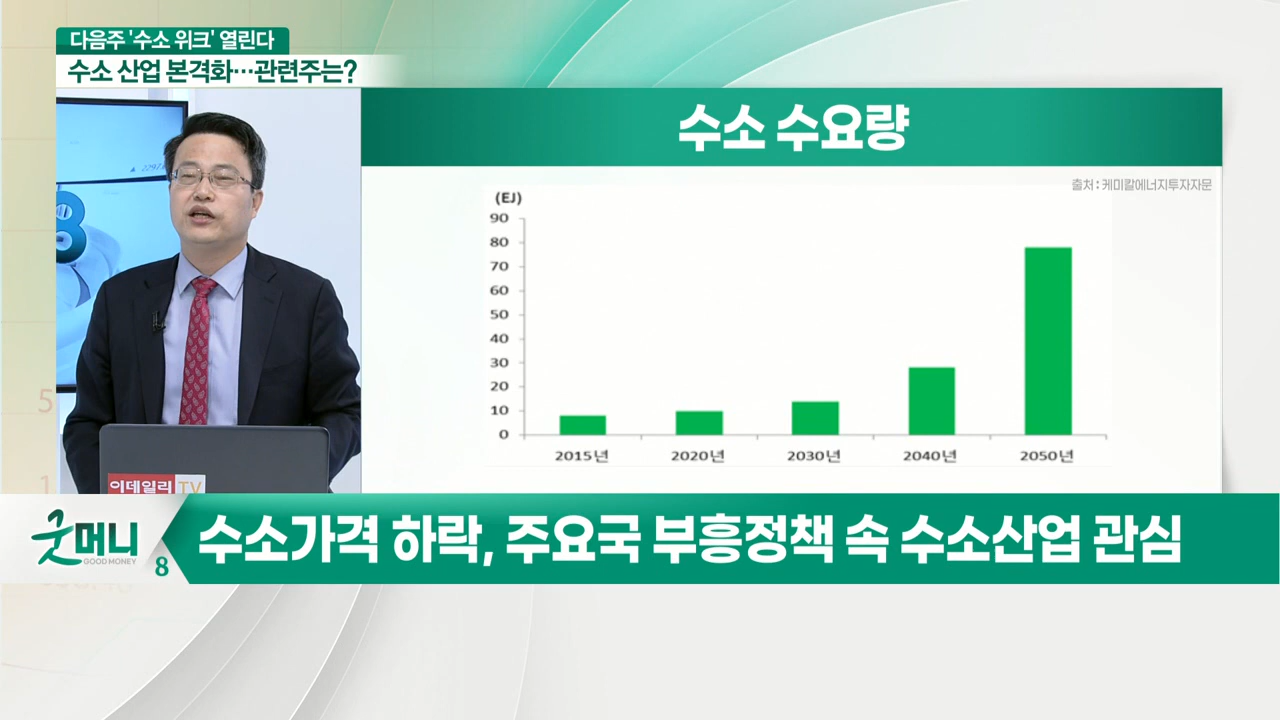 다음주 '수소 위크' 열린다
수소 산업 본격화…관련주는?
수소 수요량
출처 : 케미칼에너지투자자문
(EJ)
90
80
70
60
50
40
30
20
10
0
2015년 2020년 2030년 2040년 2050년
8
5
1
이데일리 TV
굿머니
GOOD MONEY
8
수소가격 하락, 주요국 부흥정책 속 수소산업 관심